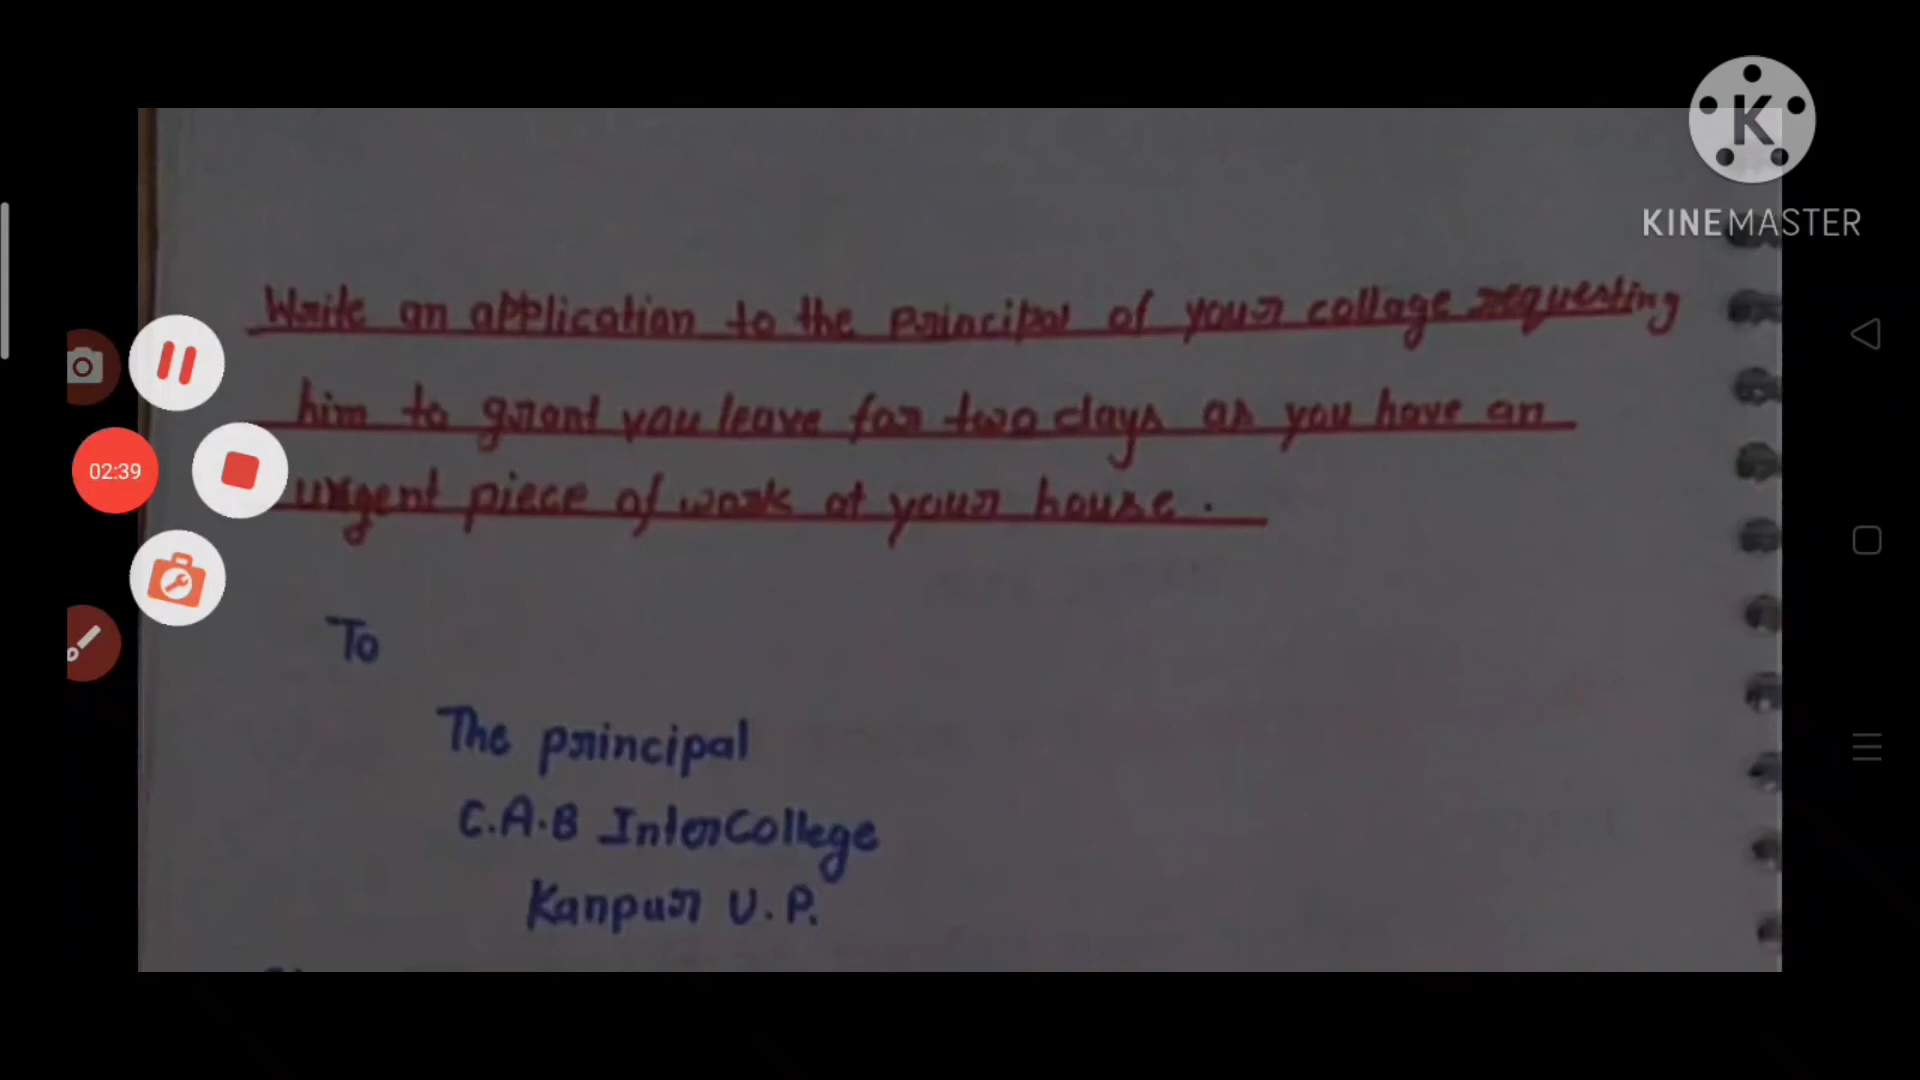 KINEMASTER
Write an application to the principal of your collage requesting
him to grant you leave for two days as you have an
urgent piece of work at your house.
02:39
To
The principal
C.A.B InterCollege
Kanpur U.P.